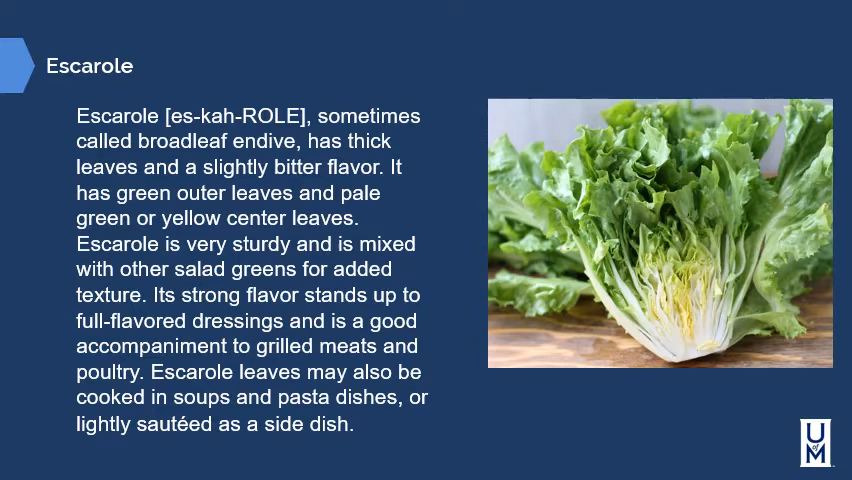 Escarole
Escarole [es-kah-ROLE], sometimes
called broadleaf endive, has thick
leaves and a slightly bitter flavor. It
has green outer leaves and pale
green or yellow center leaves.
Escarole is very sturdy and is mixed
with other salad greens for added
texture. Its strong flavor stands up to
full-flavored dressings and is a good
accompaniment to grilled meats and
poultry. Escarole leaves may also be
cooked in soups and pasta dishes, or
lightly sautéed as a side dish.
U
of
M